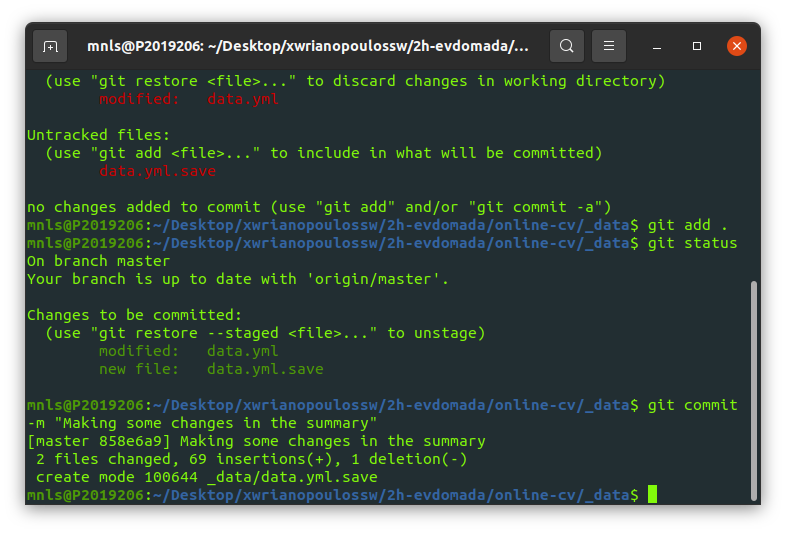 mnls@P2019206: ~/Desktop/xwrianopoulossw/2h-evdomada/...
(use "git restore <file>..." to discard changes in working directory)
modified:   data.yml
Untracked files:
(use "git add <file>..." to include in what will be committed)
data.yml.save
no changes added to commit (use "git add" and/or "git commit -a")
mnls@P2019206:~/Desktop/xwrianopoulossw/2h-evdomada/online-cv/_data$ git add .
mnls@P2019206:~/Desktop/xwrianopoulossw/2h-evdomada/online-cv/_data$ git status
On branch master
Your branch is up to date with 'origin/master'.
Changes to be committed:
(use "git restore --staged <file>..." to unstage)
modified:   data.yml
new file:   data.yml.save
mnls@P2019206:~/Desktop/xwrianopoulossw/2h-evdomada/online-cv/_data$ git commit
-m "Making some changes in the summary"
[master 858e6a9] Making some changes in the summary
2 files changed, 69 insertions(+), 1 deletion(-)
create mode 100644 _data/data.yml.save
mnls@P2019206:~/Desktop/xwrianopoulossw/2h-evdomada/online-cv/_data$